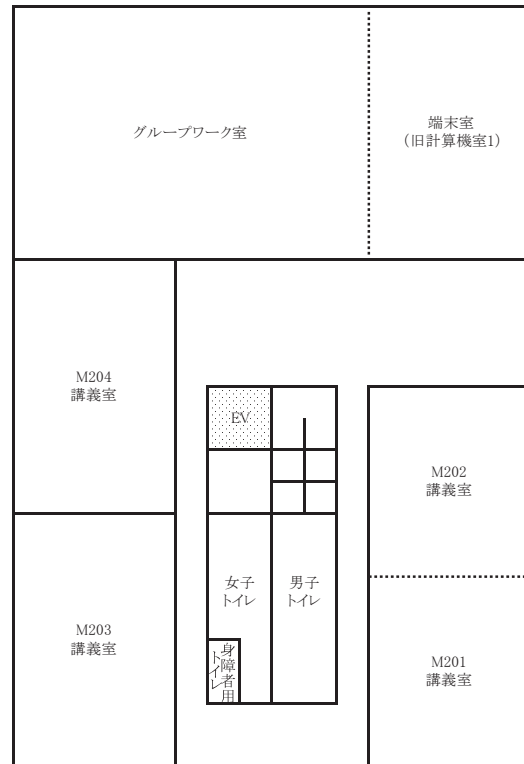 グループワーク室
端末室
（旧計算機室1）
M204
講義室
EV
M202
講義室
女子
トイレ
男子
トイレ
M203
講義室
身障者用
トイレ
M201
講義室